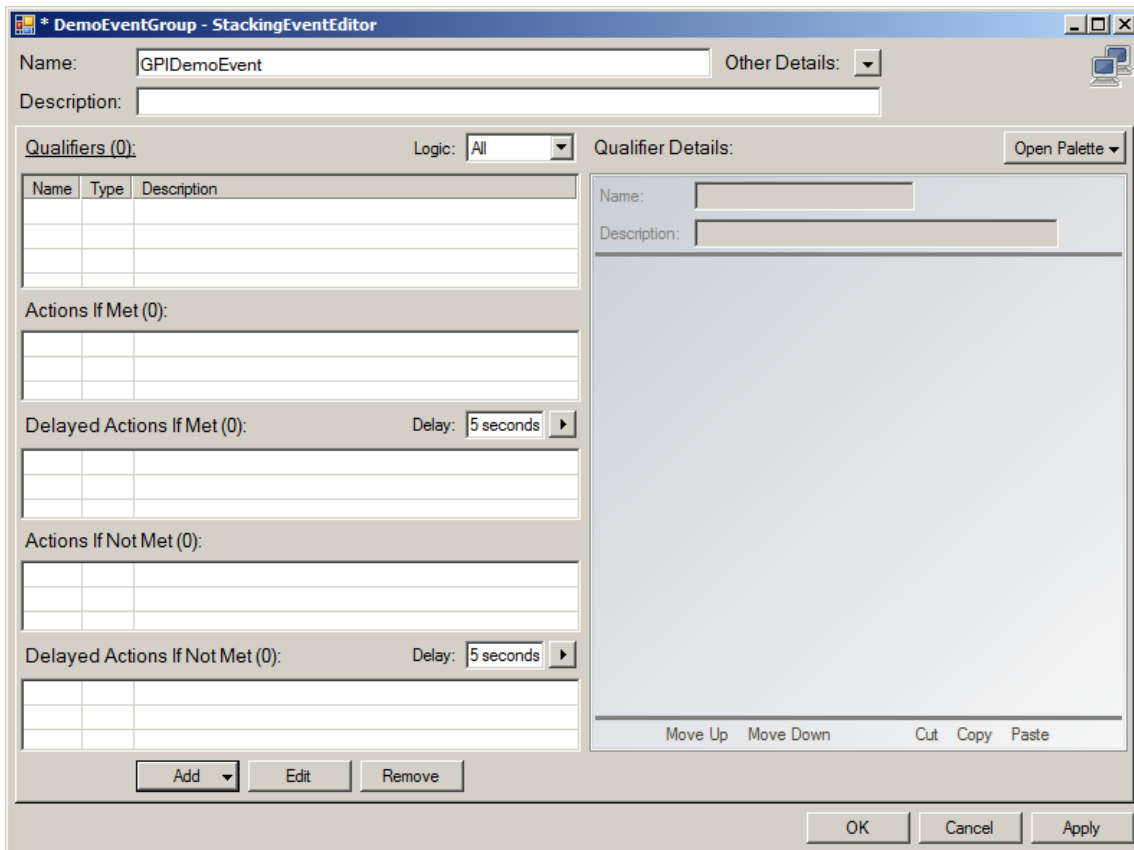 * DemoEventGroup - StackingEventEditor
Name: GPIDemoEvent Other Details:
Description:
Qualifiers (0): Logic: All Qualifier Details: Open Palette
Name Type Description
Name:
Description:
Actions If Met (0):
Delayed Actions If Met (0): Delay: 5 seconds
Actions If Not Met (0):
Delayed Actions If Not Met (0): Delay: 5 seconds
Move Up Move Down Cut Copy Paste
Add Edit Remove
OK Cancel Apply